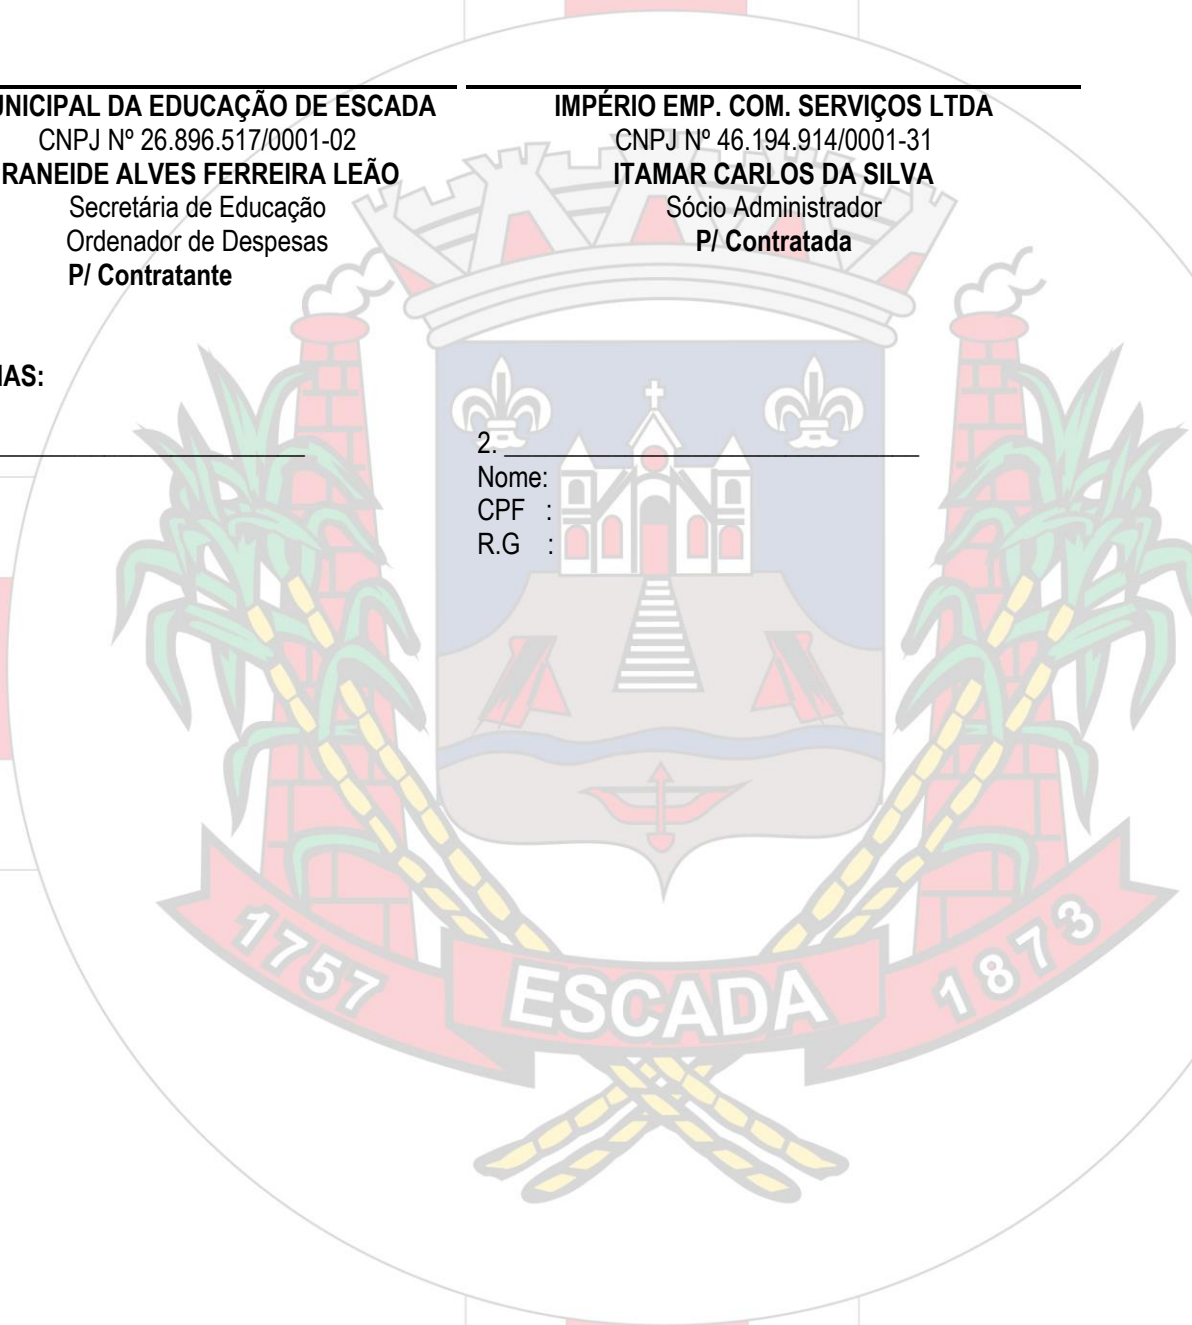 UNICIPAL DA EDUCAÇÃO DE ESCADA
CNPJ Nº 26.896.517/0001-02
RANEIDE ALVES FERREIRA LEÃO
Secretária de Educação
Ordenador de Despesas
P/ Contratante
IMPÉRIO EMP. COM. SERVIÇOS LTDA
CNPJ Nº 46.194.914/0001-31
ITAMAR CARLOS DA SILVA
Sócio Administrador
P/ Contratada
HAS:
2. ______________________________
Nome:
CPF :
R.G :
1757
ESCADA
1873